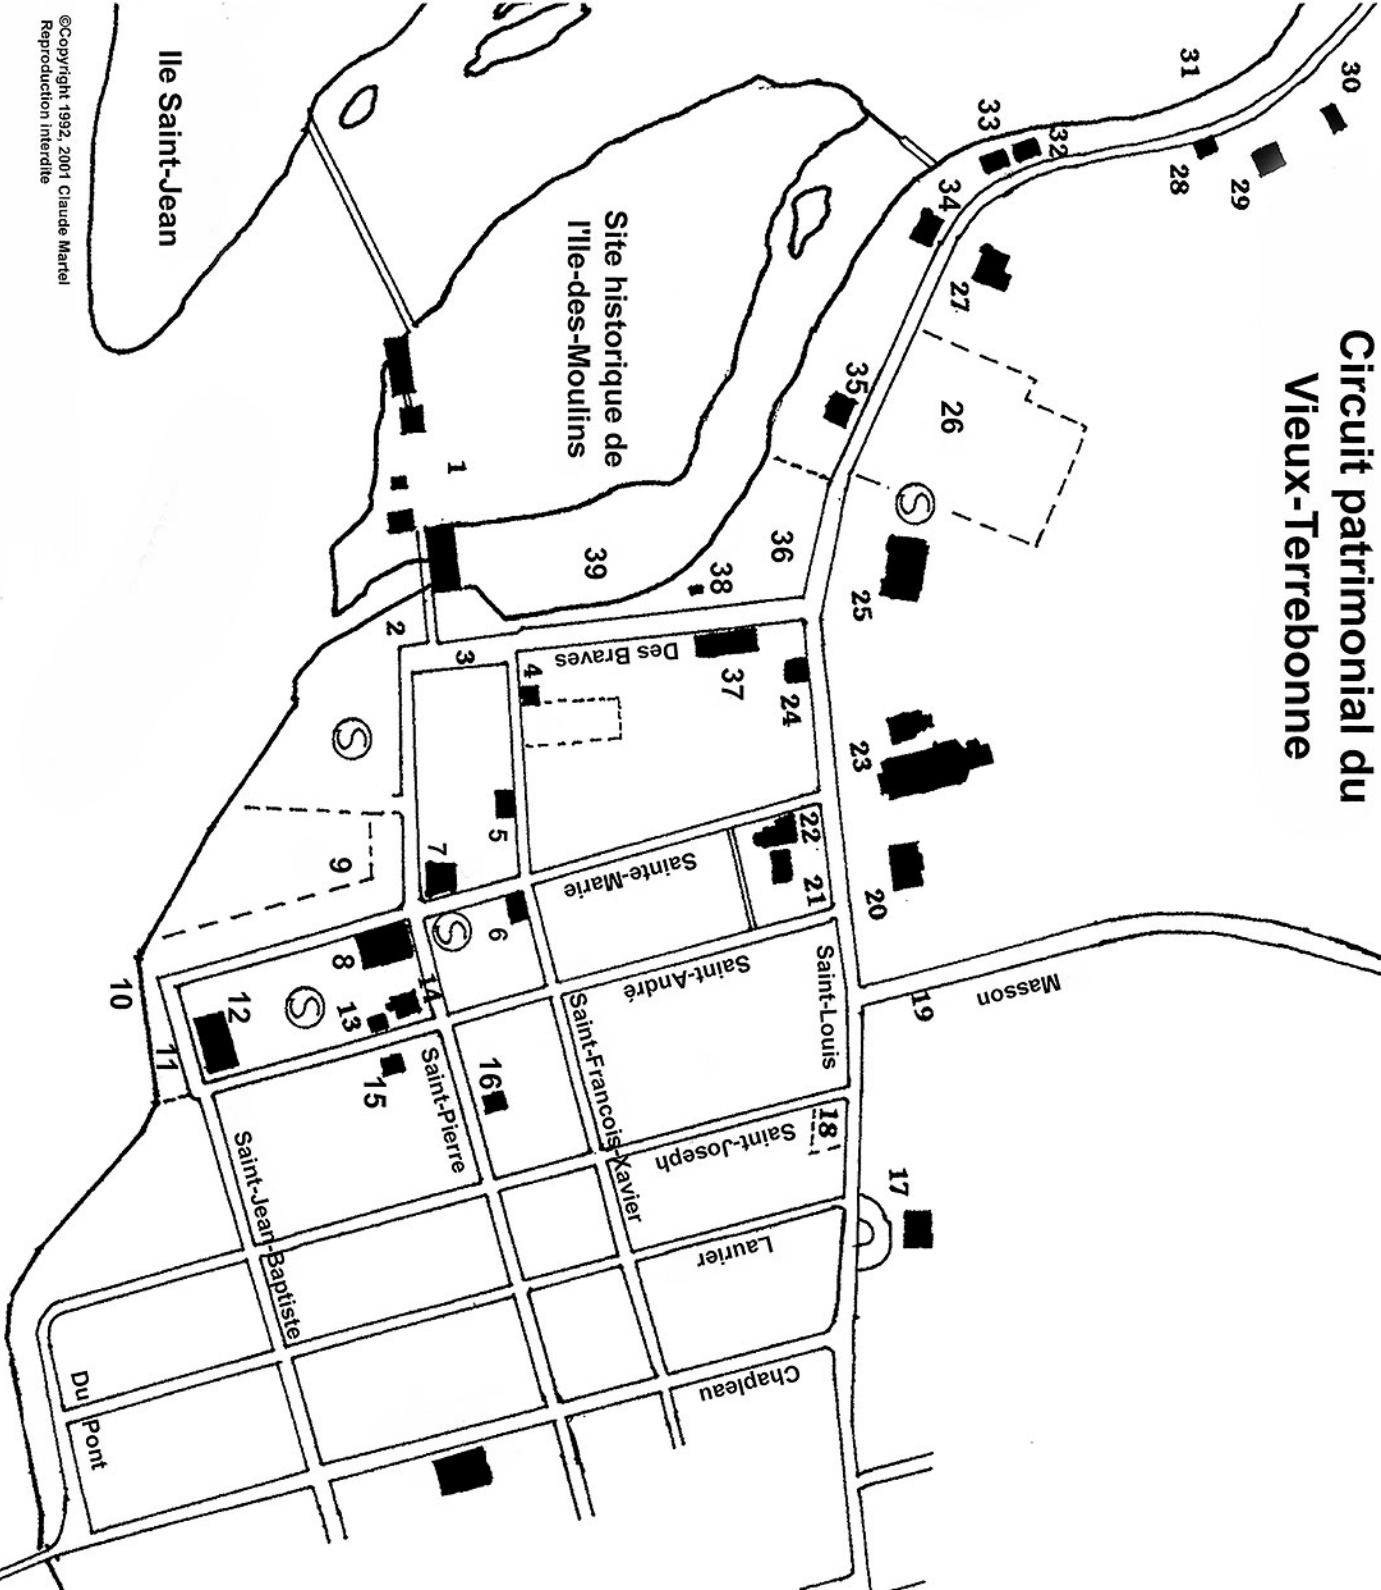 Circuit patrimonial du
Vieux-Terrebonne
30
31
29
28
33
32
34
27
26
35
S
25
36
38
39
Site historique de
l'Ile-des-Moulins
Ile Saint-Jean
1
2
3
4
Des Braves
37
24
23
22
21
20
S
5
7
9
6
S
8
Sainte-Marie
Saint-André
Saint-Louis
Masson
19
10
11
12
S
13
14
15
16
Saint-Pierre
Saint-Francois-Xavier
Saint-Joseph
18
17
Saint-Jean-Baptiste
Laurier
Chapleau
Du Pont
©Copyright 1992, 2001 Claude Martel
Reproduction interdite